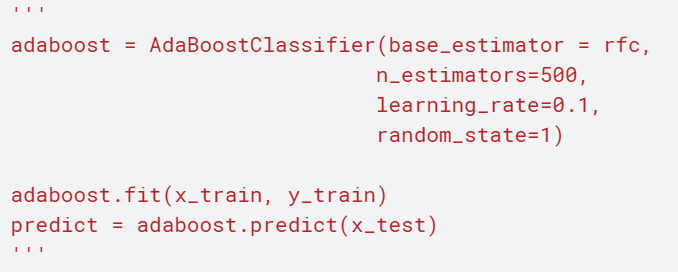 '''
adaboost = AdaBoostClassifier(base_estimator = rfc,
                              n_estimators=500,
                              learning_rate=0.1,
                              random_state=1)

adaboost.fit(x_train, y_train)
predict = adaboost.predict(x_test)
'''